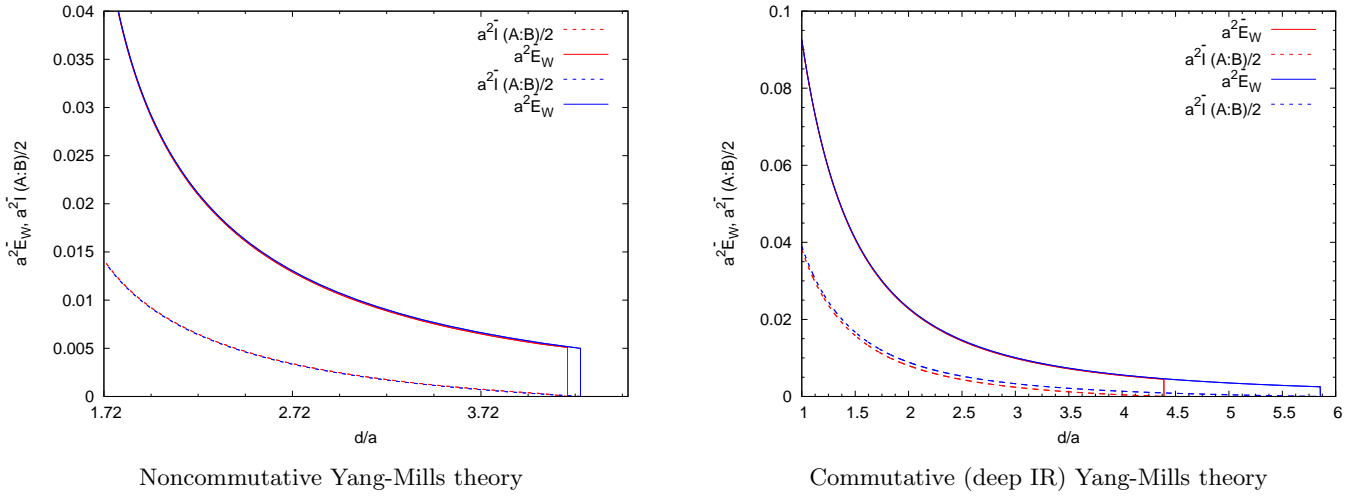 0.04
0.035
0.03
0.025
0.02
0.015
0.01
0.005
0
1.72 2.72 3.72
d/a
a²Ē_W, a²Ī (A:B)/2
a²Ī (A:B)/2
a²Ē_W
a²Ī (A:B)/2
a²Ē_W
Noncommutative Yang-Mills theory
0.1
0.08
0.06
0.04
0.02
0
1 1.5 2 2.5 3 3.5 4 4.5 5 5.5 6
d/a
a²Ē_W, a²Ī (A:B)/2
a²Ē_W
a²Ī (A:B)/2
a²Ē_W
a²Ī (A:B)/2
Commutative (deep IR) Yang-Mills theory